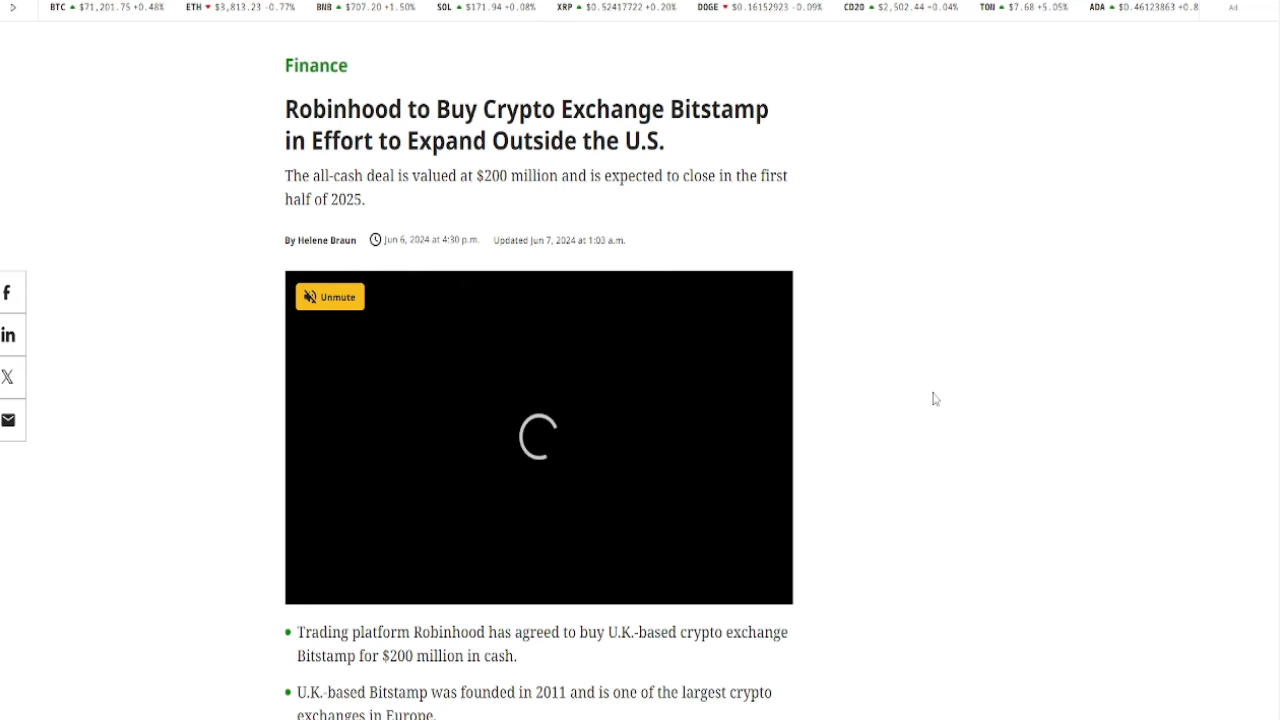 BTC ▲ $71,201.75 +0.48% ETH ▼ $3,813.23 -0.77% BNB ▲ $707.20 +1.50% SOL ▲ $171.94 +0.08% XRP ▲ $0.52417722 +0.20% DOGE ▼ $0.16152923 -0.09% CD20 ▲ $2,502.44 +0.04% TON ▲ $7.68 +5.05% ADA ▲ $0.46123863 +0.8 Ad
Finance
Robinhood to Buy Crypto Exchange Bitstamp
in Effort to Expand Outside the U.S.
The all-cash deal is valued at $200 million and is expected to close in the first
half of 2025.
By Helene Braun Jun 6, 2024 at 4:30 p.m. Updated Jun 7, 2024 at 1:03 a.m.
f
Unmute
in
X
• Trading platform Robinhood has agreed to buy U.K.-based crypto exchange
Bitstamp for $200 million in cash.
• U.K.-based Bitstamp was founded in 2011 and is one of the largest crypto
exchanges in Europe.